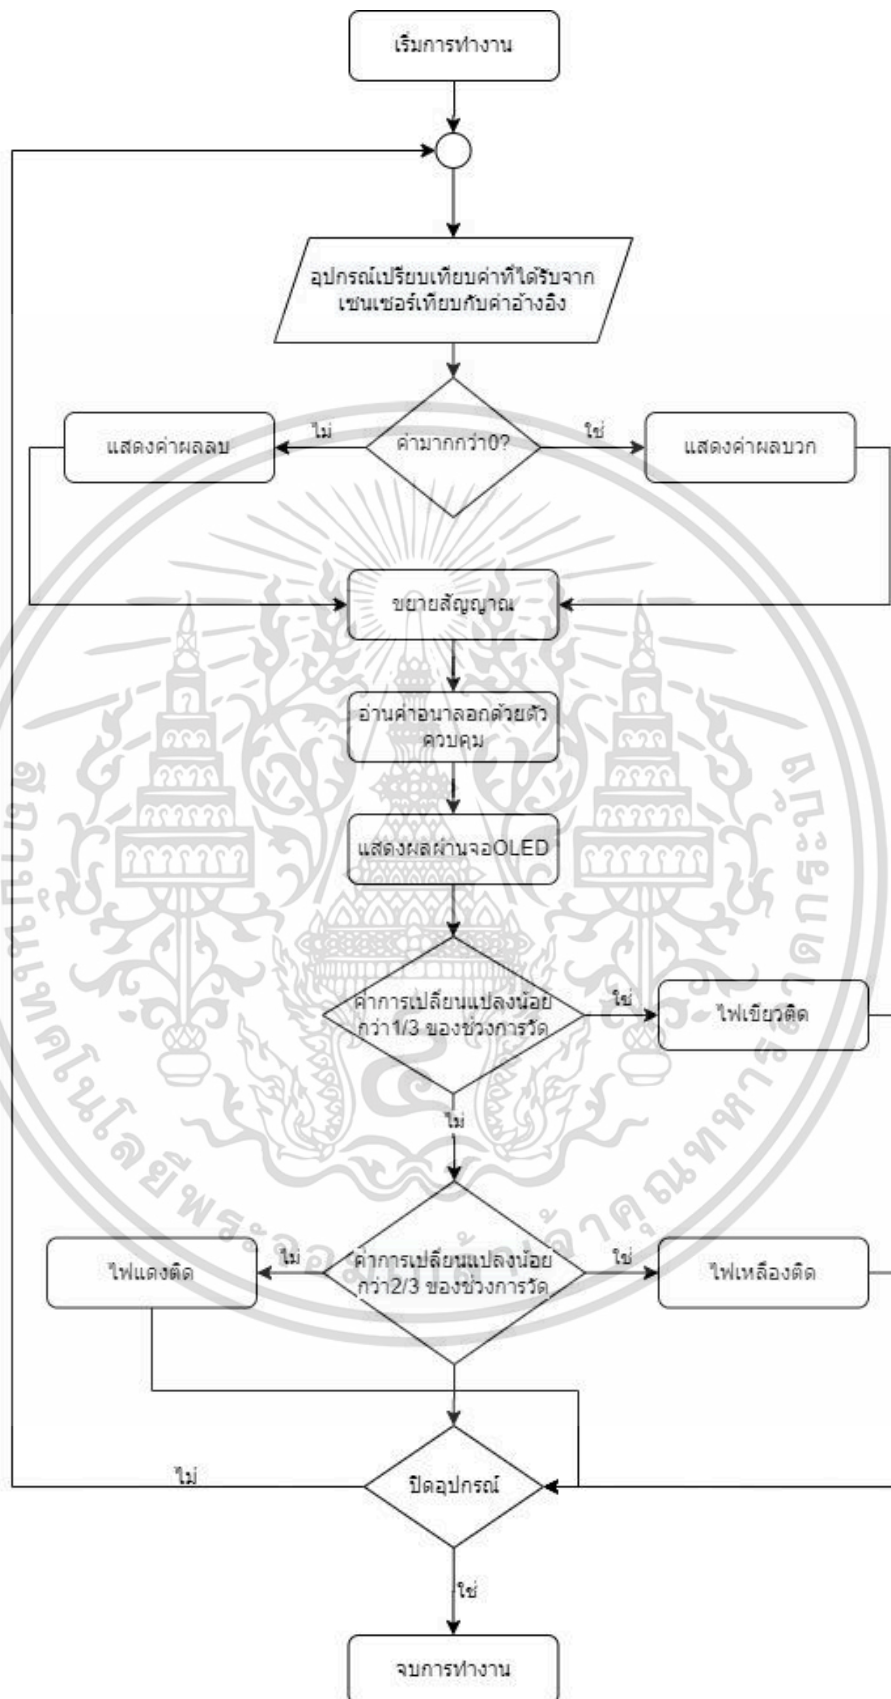 เริ่มการทำงาน
อุปกรณ์เปรียบเทียบค่าที่ได้รับจาก
เซนเซอร์เทียบกับค่าอ้างอิง
แสดงค่าผลลบ
ไม่
ค่ามากกว่า0?
ใช่
แสดงค่าผลบวก
ขยายสัญญาณ
อ่านค่าอนาลอกด้วยตัว
ควบคุม
แสดงผลผ่านจอOLED
ค่าการเปลี่ยนแปลงน้อย
กว่า1/3 ของช่วงการวัด
ใช่
ไฟเขียวติด
ไม่
ไฟแดงติด
ไม่
ค่าการเปลี่ยนแปลงน้อย
กว่า2/3 ของช่วงการวัด
ใช่
ไฟเหลืองติด
ไม่
ปิดอุปกรณ์
ใช่
จบการทำงาน